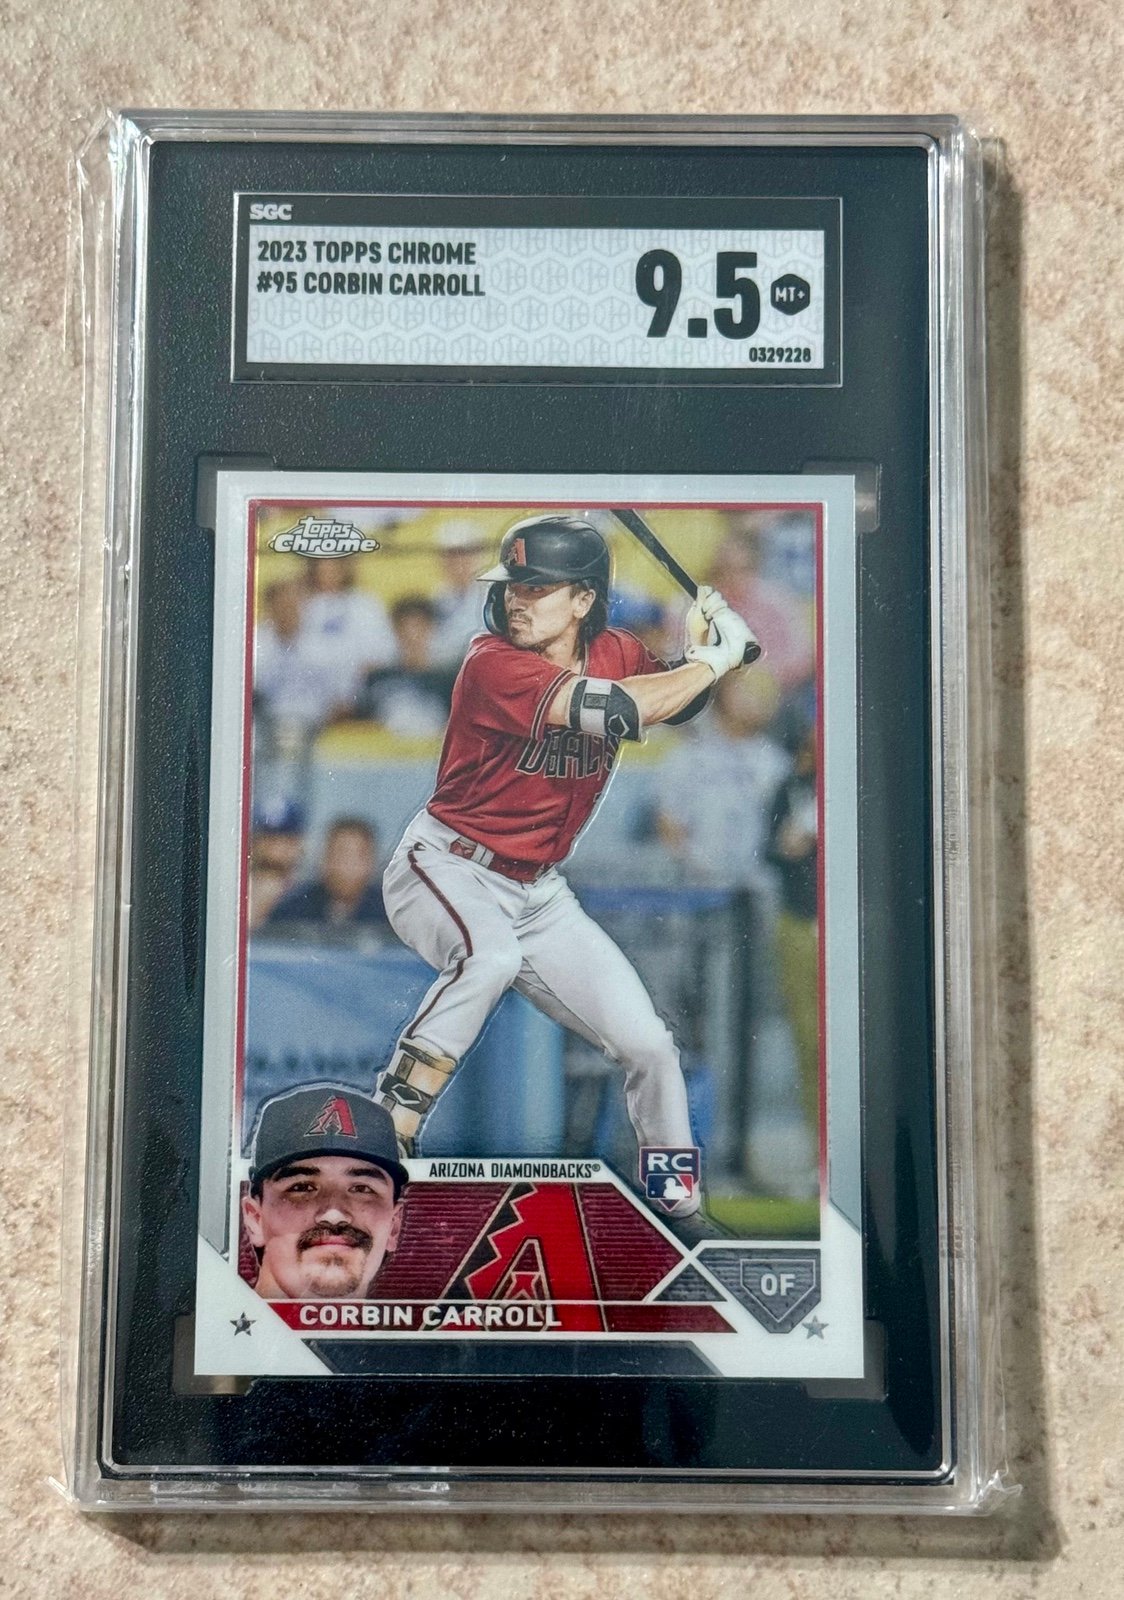 SGC
2023 TOPPS CHROME
#95 CORBIN CARROLL
9.5
MT+
0329228
topps
Chrome
A
DBACKS
A
ARIZONA DIAMONDBACKS®
RC
A
OF
CORBIN CARROLL